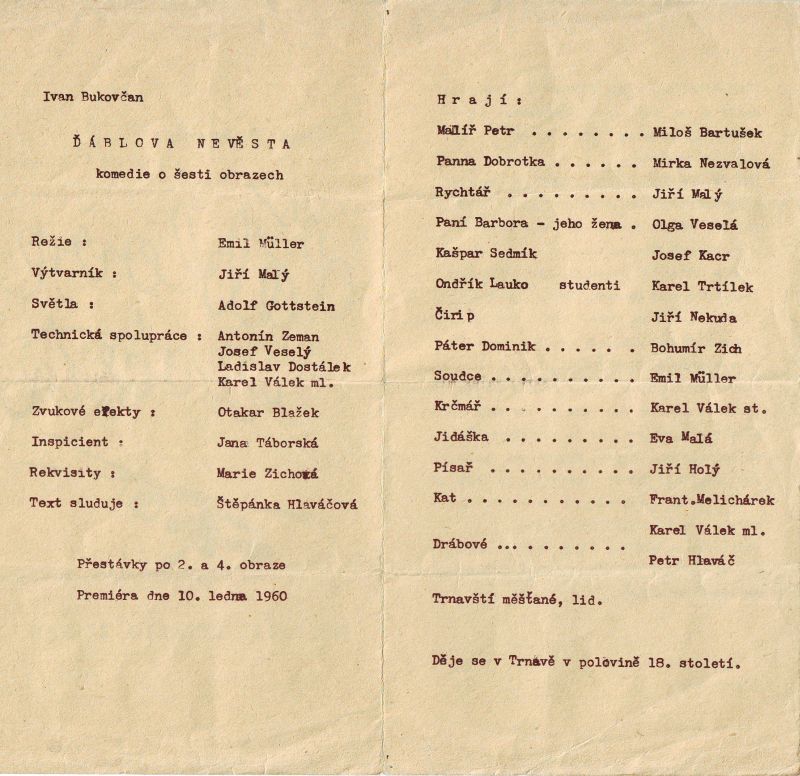 Ivan Bukovčan
ĎÁBLOVA NEVĚSTA
komedie o šesti obrazech
Režie : Emil Müller
Výtvarník : Jiří Malý
Světla : Adolf Gottstein
Technická spolupráce : Antonín Zeman
Josef Veselý
Ladislav Dostálek
Karel Válek ml.
Zvukové efekty : Otakar Blažek
Inspicient : Jana Táborská
Rekvisity : Marie Zichová
Text sluduje : Štěpánka Hlaváčová
Přestávky po 2. a 4. obraze
Premiéra dne 10. ledna 1960
Hrají :
Malíř Petr . . . . . . . . Miloš Bartušek
Panna Dobrotka . . . . . . Mirka Nezvalová
Rychtář . . . . . . . . . Jiří Malý
Paní Barbora - jeho žena . Olga Veselá
Kašpar Sedmík Josef Kacr
Ondřík Lauko studenti Karel Trtílek
Čirip Jiří Nekuda
Páter Dominik . . . . . . Bohumír Zich
Soudce . . . . . . . . . . Emil Müller
Krčmář . . . . . . . . . . Karel Válek st.
Jidáška . . . . . . . . . Eva Malá
Písař . . . . . . . . . . Jiří Holý
Kat . . . . . . . . . . . Frant.Melichárek
Karel Válek ml.
Drábové ... . . . . . . .
Petr Hlaváč
Trnavští měšťané, lid.
Děje se v Trnavě v polovině 18. století.